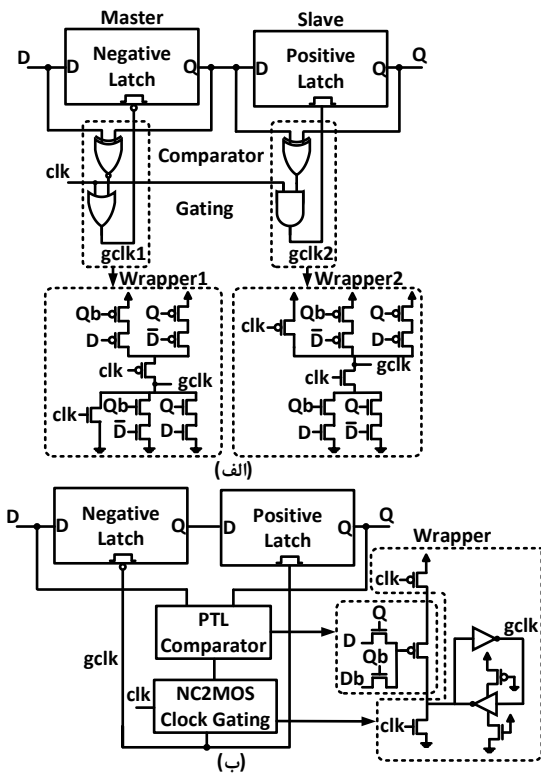 Master
Slave
D
D
Negative
Latch
Q
D
Positive
Latch
Q
Q
Comparator
clk
Gating
gclk1
gclk2
Wrapper1
Wrapper2
Qb
Q
D
D̅
clk
gclk
clk
Qb
Q
D̅
D
clk
Qb
Q
D̅
D
gclk
clk
Qb
Q
D
D̅
(الف)
D
D
Negative
Latch
Q
D
Positive
Latch
Q
Q
Wrapper
clk
PTL
Comparator
Q
D
Qb
Db
gclk
gclk
clk
NC2MOS
Clock Gating
clk
(ب)